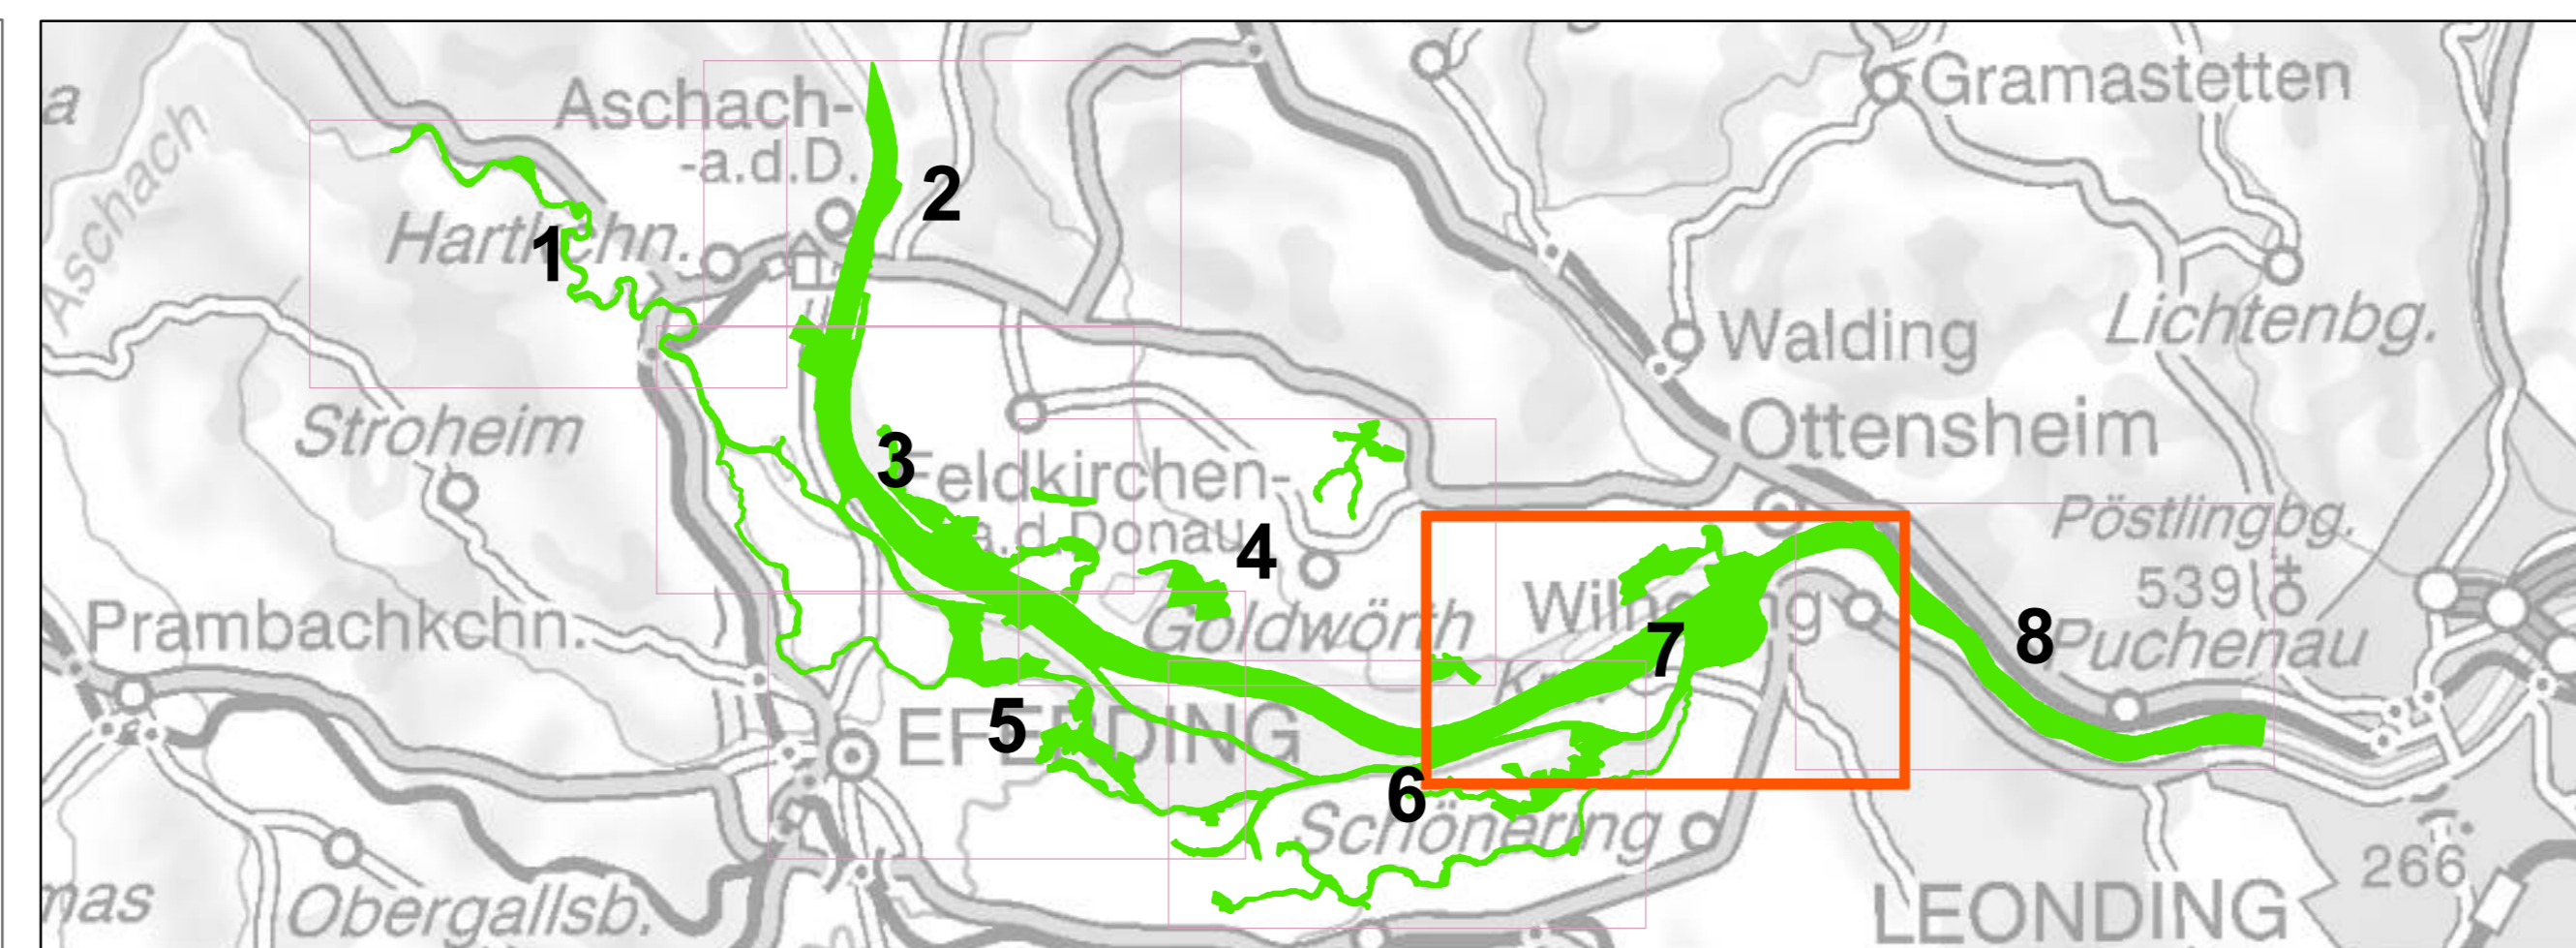 a
Aschach-
-a.d.D.
Gramastetten
Aschach
2
Hartkchn.
1
Walding
Lichtenbg.
Stroheim
Ottensheim
3
Feldkirchen-
a.d.Donau
4
Pöstlingbg.
539
Prambachkchn.
Goldwörth
Wilhering
7
8
Puchenau
5
EFERDING
6
Schönering
266
mas
Obergallsb.
LEONDING